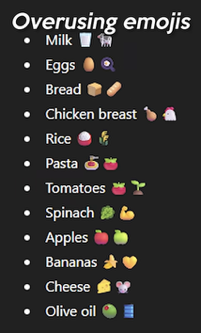 Overusing emojis
• Milk 🥛 🐄
• Eggs 🥚 🍳
• Bread 🍞 🥖
• Chicken breast 🍗 🐔
• Rice 🍚 🌾
• Pasta 🍝 🍅
• Tomatoes 🍅 🌱
• Spinach 🥬 💪
• Apples 🍎 🍏
• Bananas 🍌 💛
• Cheese 🧀 🐭
• Olive oil 🫒 🛢️